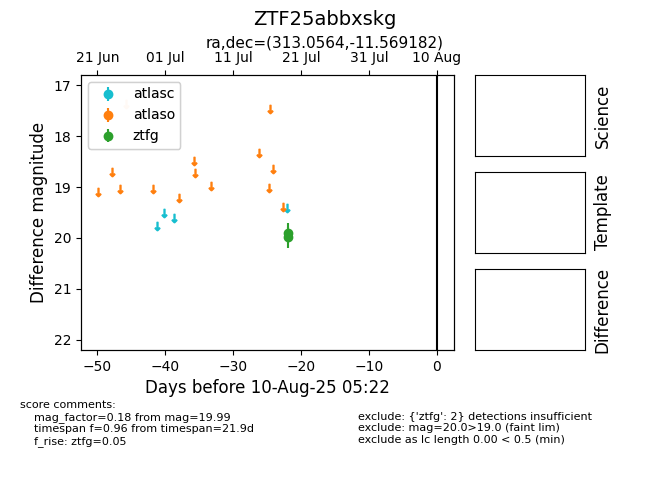 ZTF25abbxskg
ra,dec=(313.0564,-11.569182)
21 Jun
01 Jul
11 Jul
21 Jul
31 Jul
10 Aug
atlasc
atlaso
ztfg
17
18
19
20
21
22
Difference magnitude
−50
−40
−30
−20
−10
0
Days before 10-Aug-25 05:22
Science
Template
Difference
score comments:
mag_factor=0.18 from mag=19.99
timespan f=0.96 from timespan=21.9d
f_rise: ztfg=0.05
exclude: {'ztfg': 2} detections insufficient
exclude: mag=20.0>19.0 (faint lim)
exclude as lc length 0.00 < 0.5 (min)